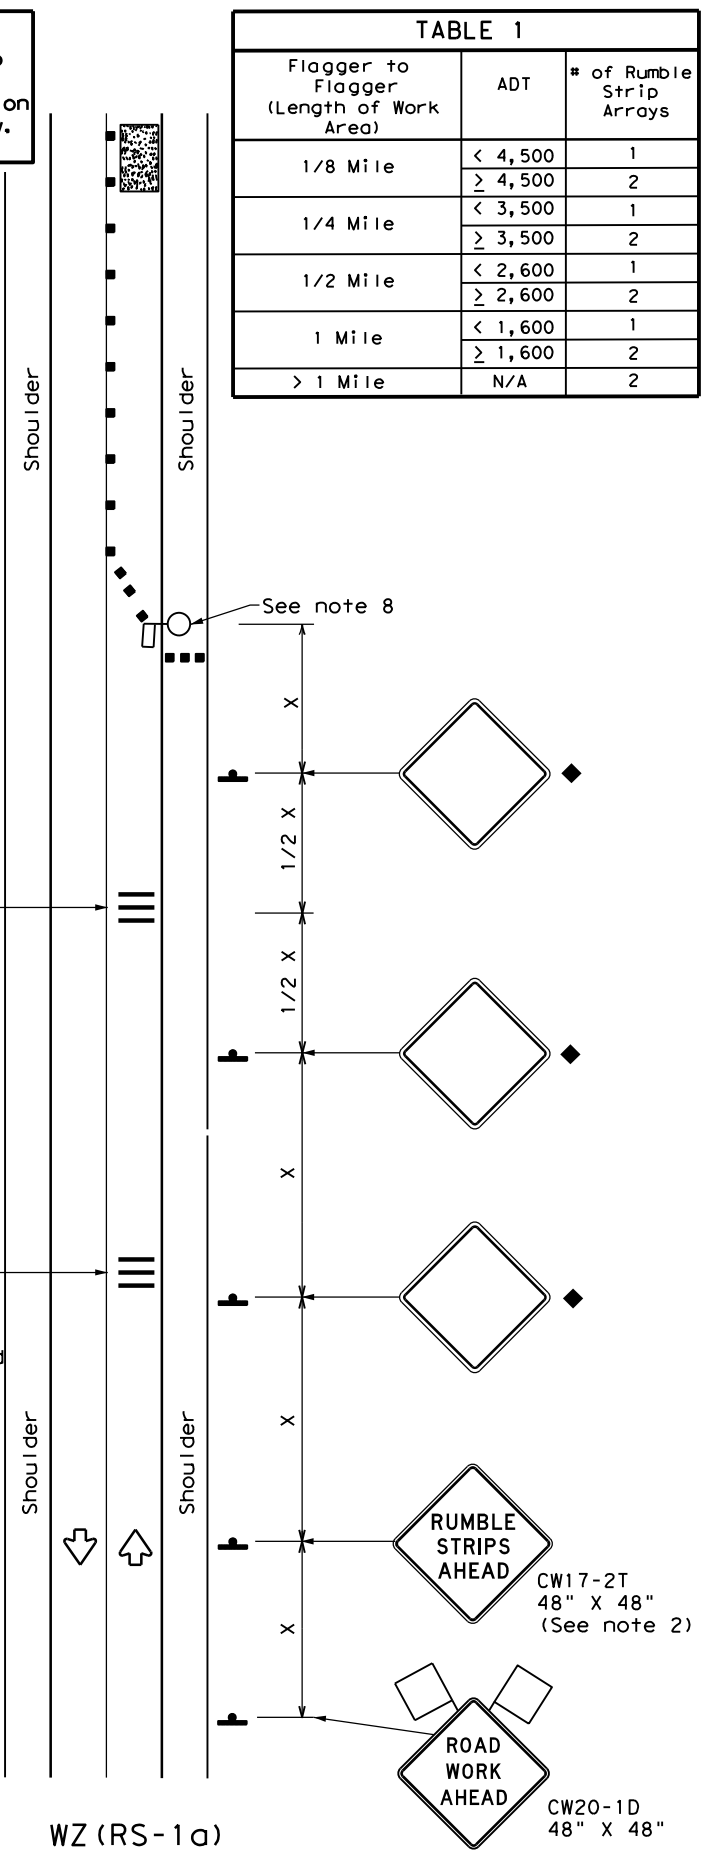 on
TABLE 1
Flagger to
Flagger
(Length of Work
Area)
ADT
# of Rumble
Strip
Arrays
1/8 Mile
< 4,500
1
≥ 4,500
2
1/4 Mile
< 3,500
1
≥ 3,500
2
1/2 Mile
< 2,600
1
≥ 2,600
2
1 Mile
< 1,600
1
≥ 1,600
2
> 1 Mile
N/A
2
Shoulder
Shoulder
See note 8
X
1/2 X
1/2 X
X
X
X
Shoulder
Shoulder
RUMBLE
STRIPS
AHEAD
CW17-2T
48" X 48"
(See note 2)
ROAD
WORK
AHEAD
CW20-1D
48" X 48"
WZ(RS-1a)